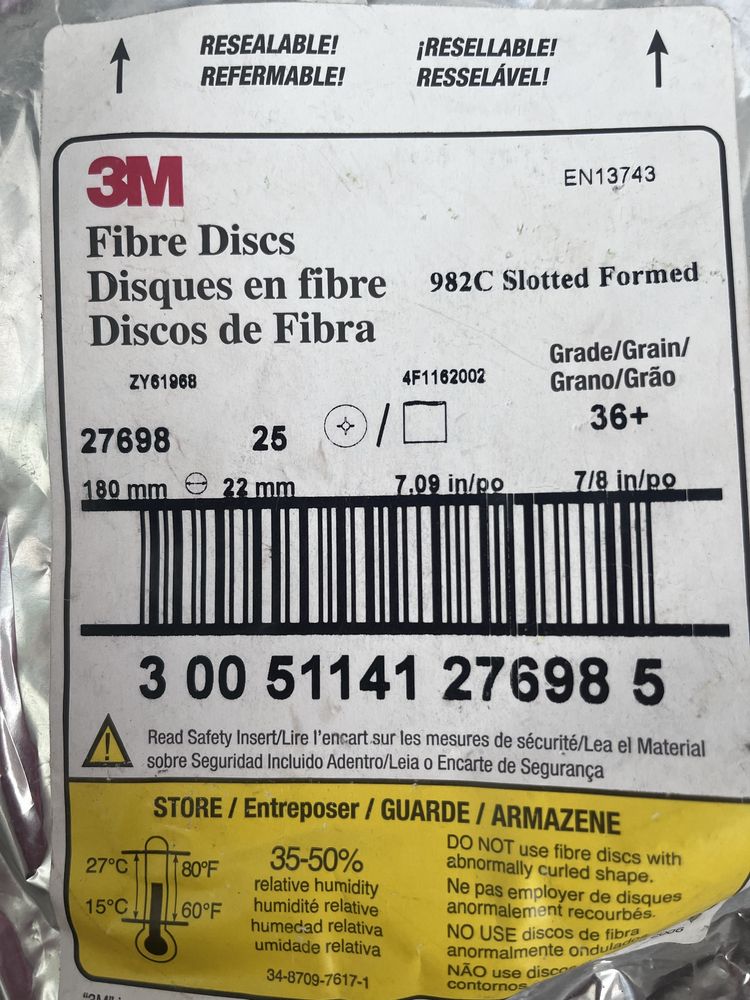 RESEALABLE! ¡RESELLABLE!
REFERMABLE! RESSELÁVEL!
3M EN13743
Fibre Discs
Disques en fibre 982C Slotted Formed
Discos de Fibra
Grade/Grain/
Grano/Grão
ZY61968 4F1162002
27698 25 / 36+
180 mm 22 mm 7.09 in/po 7/8 in/po
3 00 51141 27698 5
Read Safety Insert/Lire l'encart sur les mesures de sécurité/Lea el Material
sobre Seguridad Incluido Adentro/Leia o Encarte de Segurança
STORE / Entreposer / GUARDE / ARMAZENE
27°C 80°F
15°C 60°F
35-50%
relative humidity
humidité relative
humedad relativa
umidade relativa
34-8709-7617-1
DO NOT use fibre discs with
abnormally curled shape.
Ne pas employer de disques
anormalement recourbés.
NO USE discos de fibra
anormalmente
NÃO use
contornos